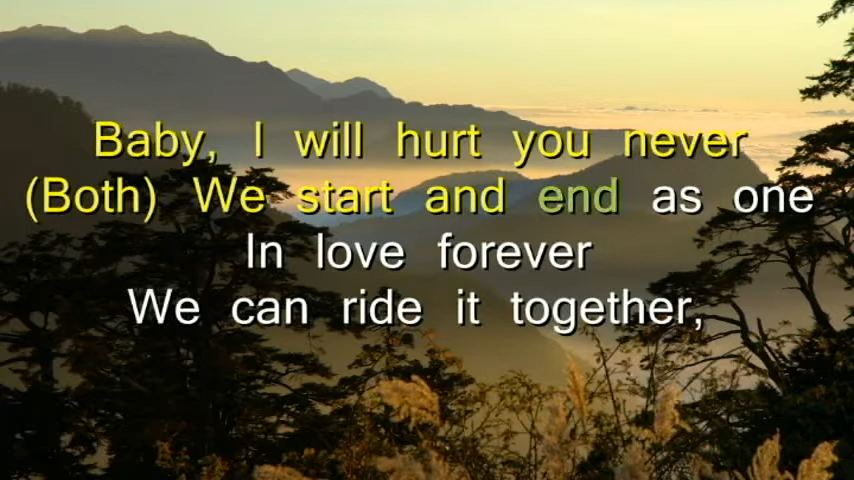 Baby, I will hurt you never
(Both) We start and end as one
In love forever
We can ride it together,